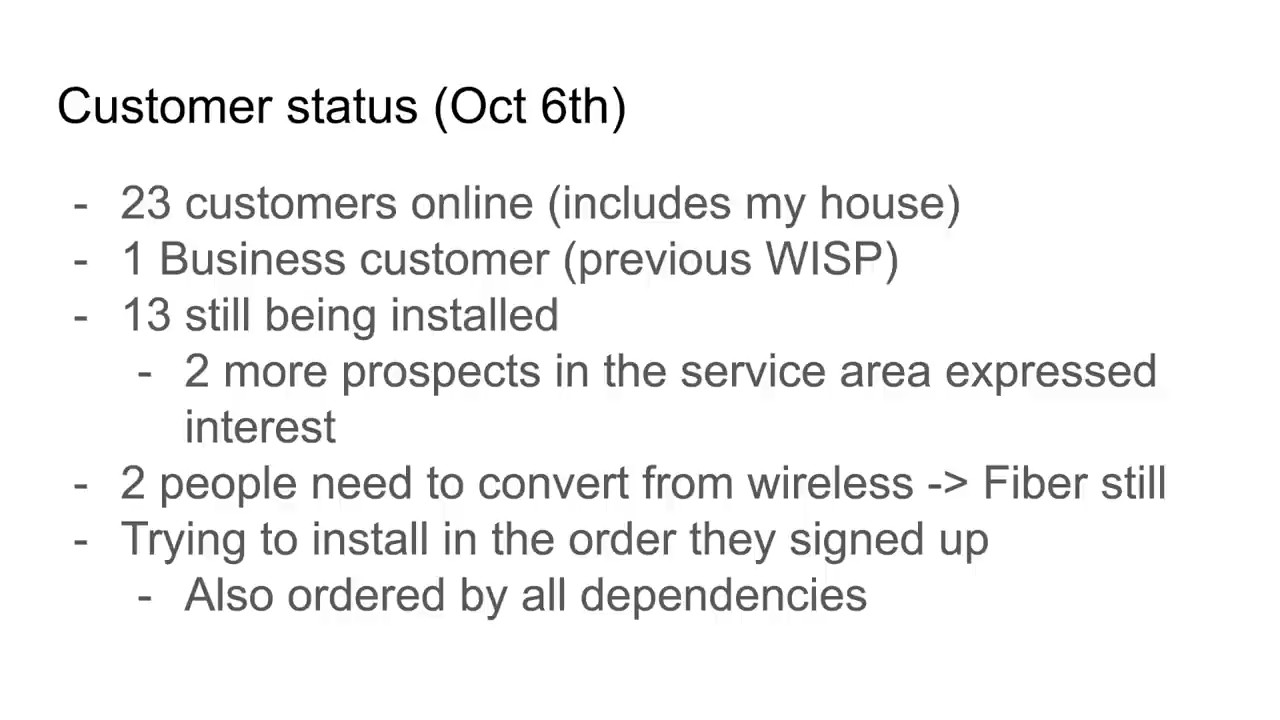 Customer status (Oct 6th)
- 23 customers online (includes my house)
- 1 Business customer (previous WISP)
- 13 still being installed
- 2 more prospects in the service area expressed
interest
- 2 people need to convert from wireless -> Fiber still
- Trying to install in the order they signed up
- Also ordered by all dependencies